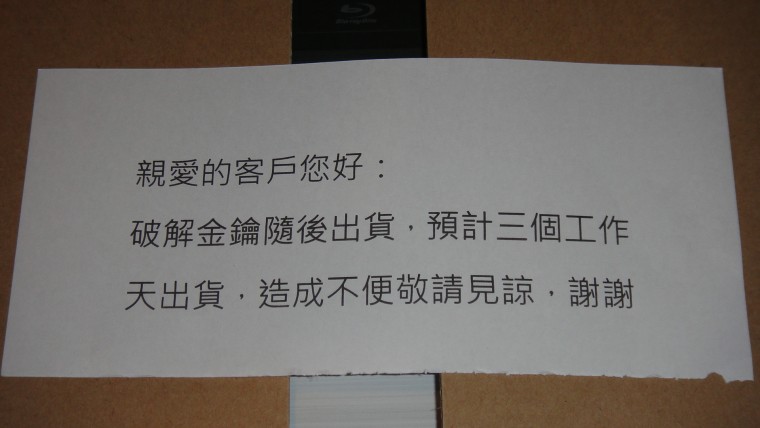 親愛的客戶您好：
破解金鑰隨後出貨，預計三個工作
天出貨，造成不便敬請見諒，謝謝